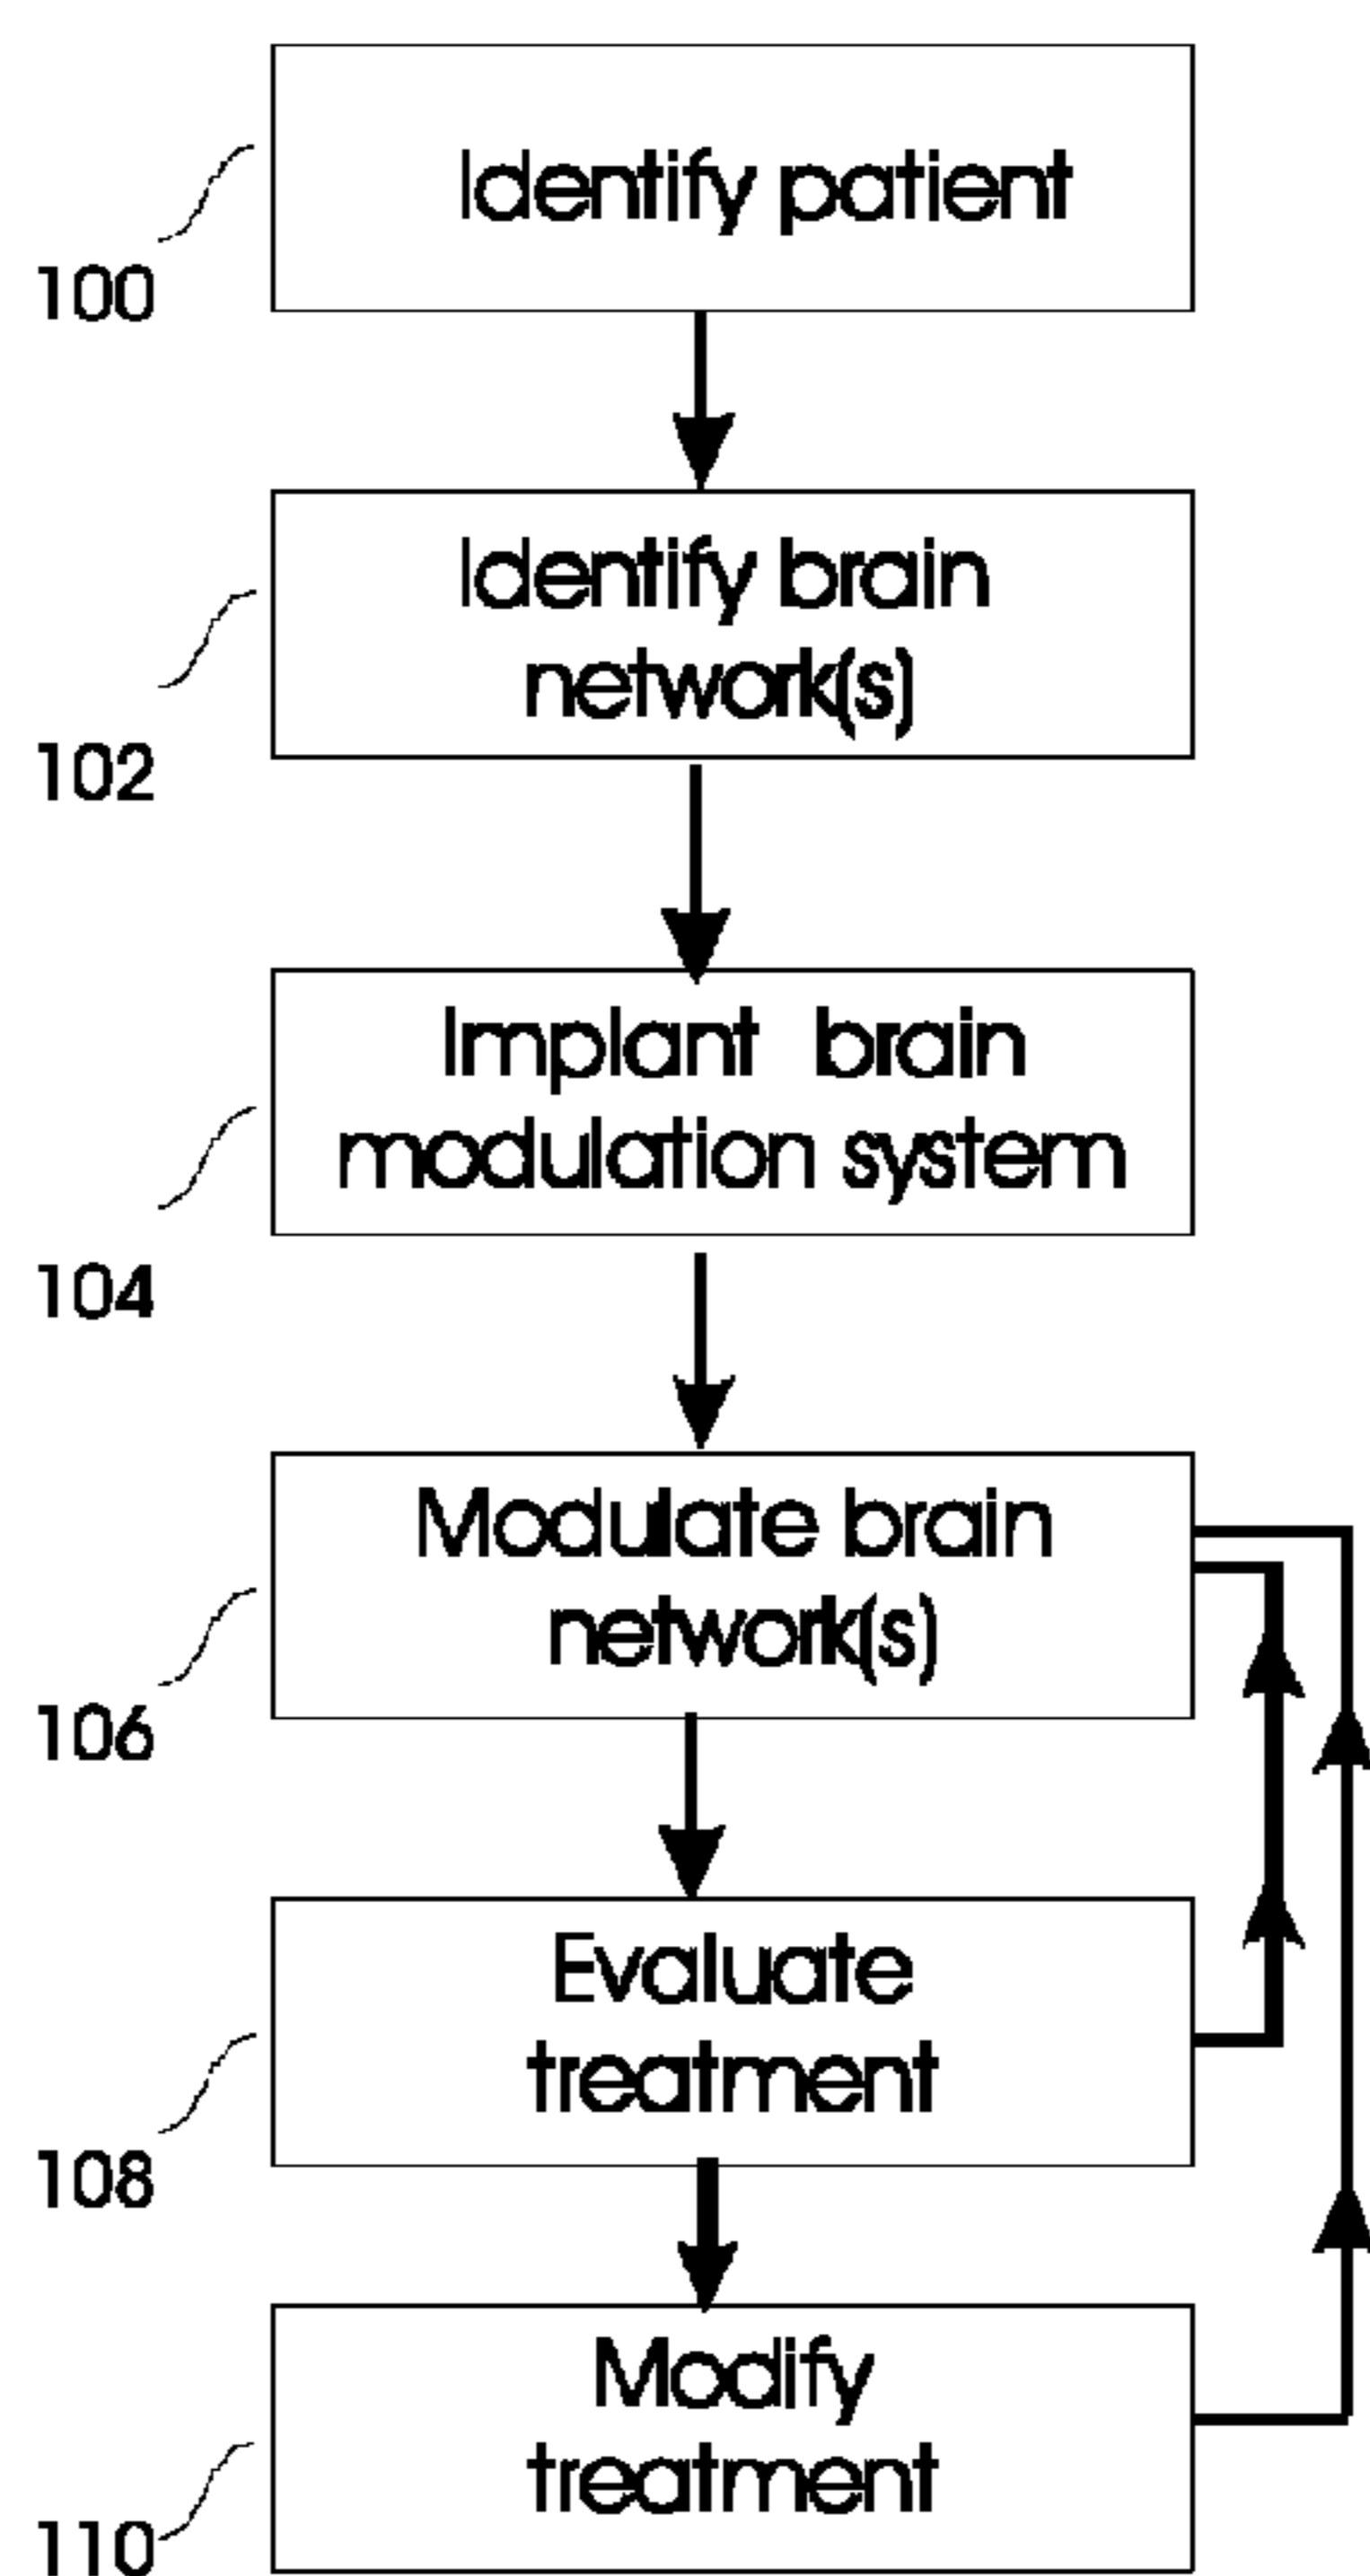 Identify patient
100
Identify brain
network(s)
102
Implant brain
modulation system
104
Modulate brain
network(s)
106
Evaluate
treatment
108
Modify
treatment
110